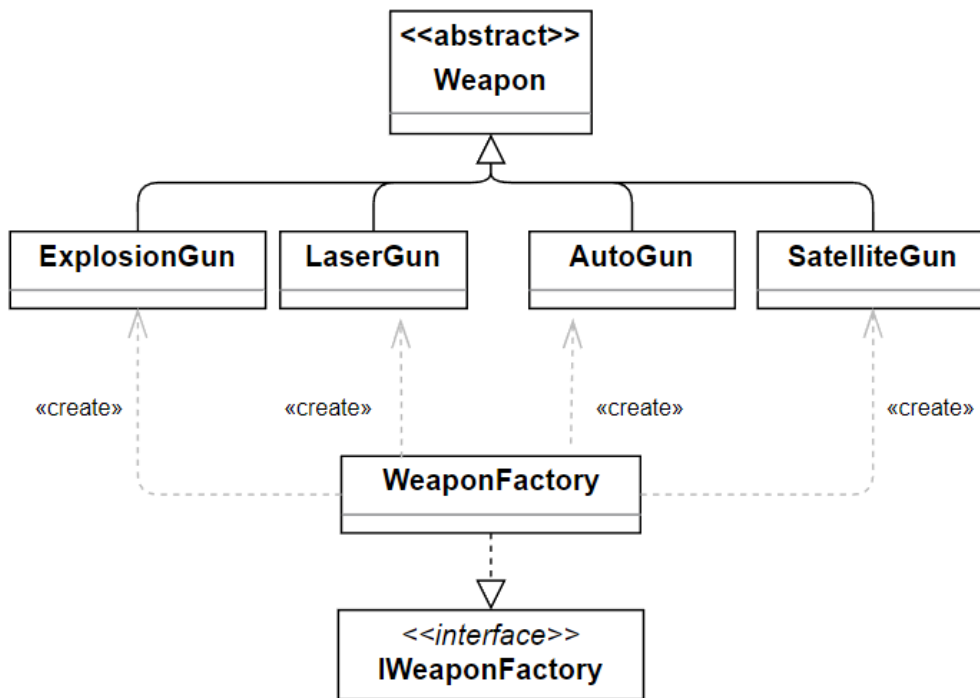 <<abstract>>
Weapon
ExplosionGun
LaserGun
AutoGun
SatelliteGun
«create»
«create»
«create»
«create»
WeaponFactory
<<interface>>
IWeaponFactory